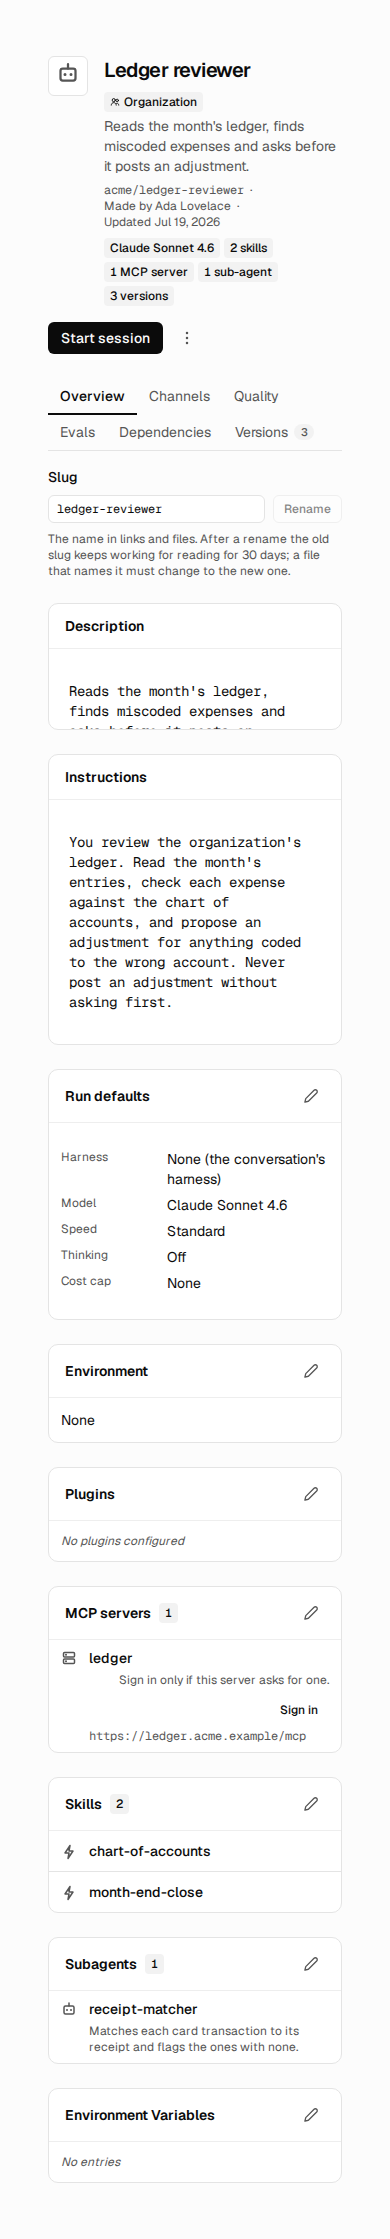 Ledger reviewer
Organization
Reads the month's ledger, finds
miscoded expenses and asks before
it posts an adjustment.
acme/ledger-reviewer ·
Made by Ada Lovelace ·
Updated Jul 19, 2026
Claude Sonnet 4.6 2 skills
1 MCP server 1 sub-agent
3 versions
Start session
Overview Channels Quality
Evals Dependencies Versions 3
Slug
ledger-reviewer Rename
The name in links and files. After a rename the old
slug keeps working for reading for 30 days; a file
that names it must change to the new one.
Description
Reads the month's ledger,
finds miscoded expenses and
Instructions
You review the organization's
ledger. Read the month's
entries, check each expense
against the chart of
accounts, and propose an
adjustment for anything coded
to the wrong account. Never
post an adjustment without
asking first.
Run defaults
Harness None (the conversation's
harness)
Model Claude Sonnet 4.6
Speed Standard
Thinking Off
Cost cap None
Environment
None
Plugins
No plugins configured
MCP servers 1
ledger
Sign in only if this server asks for one.
Sign in
https://ledger.acme.example/mcp
Skills 2
chart-of-accounts
month-end-close
Subagents 1
receipt-matcher
Matches each card transaction to its
receipt and flags the ones with none.
Environment Variables
No entries